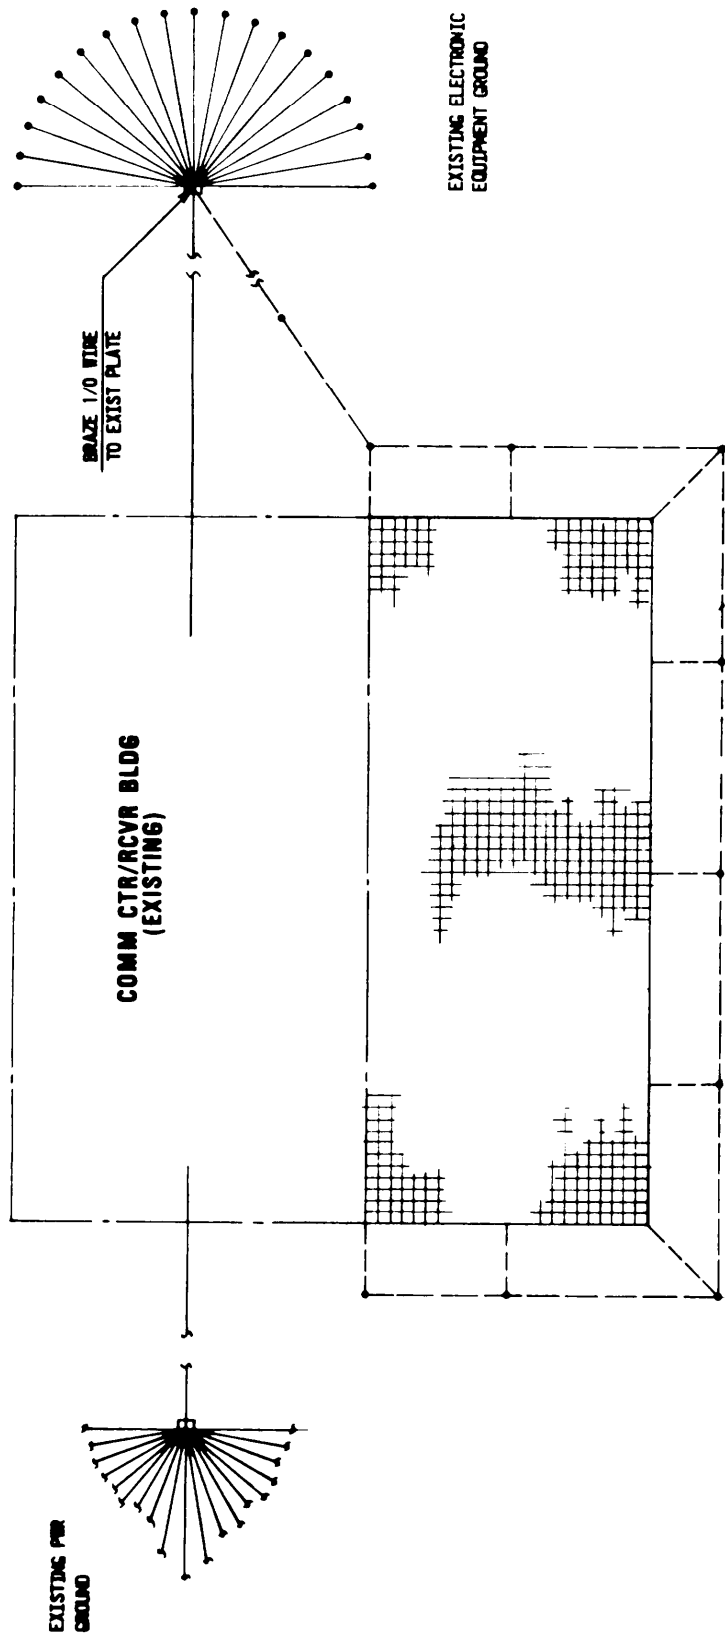 EXISTING PWR
GROUND
COMM CTR/RCVR BLDG
(EXISTING)
BRAZE 1/0 WIRE
TO EXIST PLATE
EXISTING ELECTRONIC
EQUIPMENT GROUND